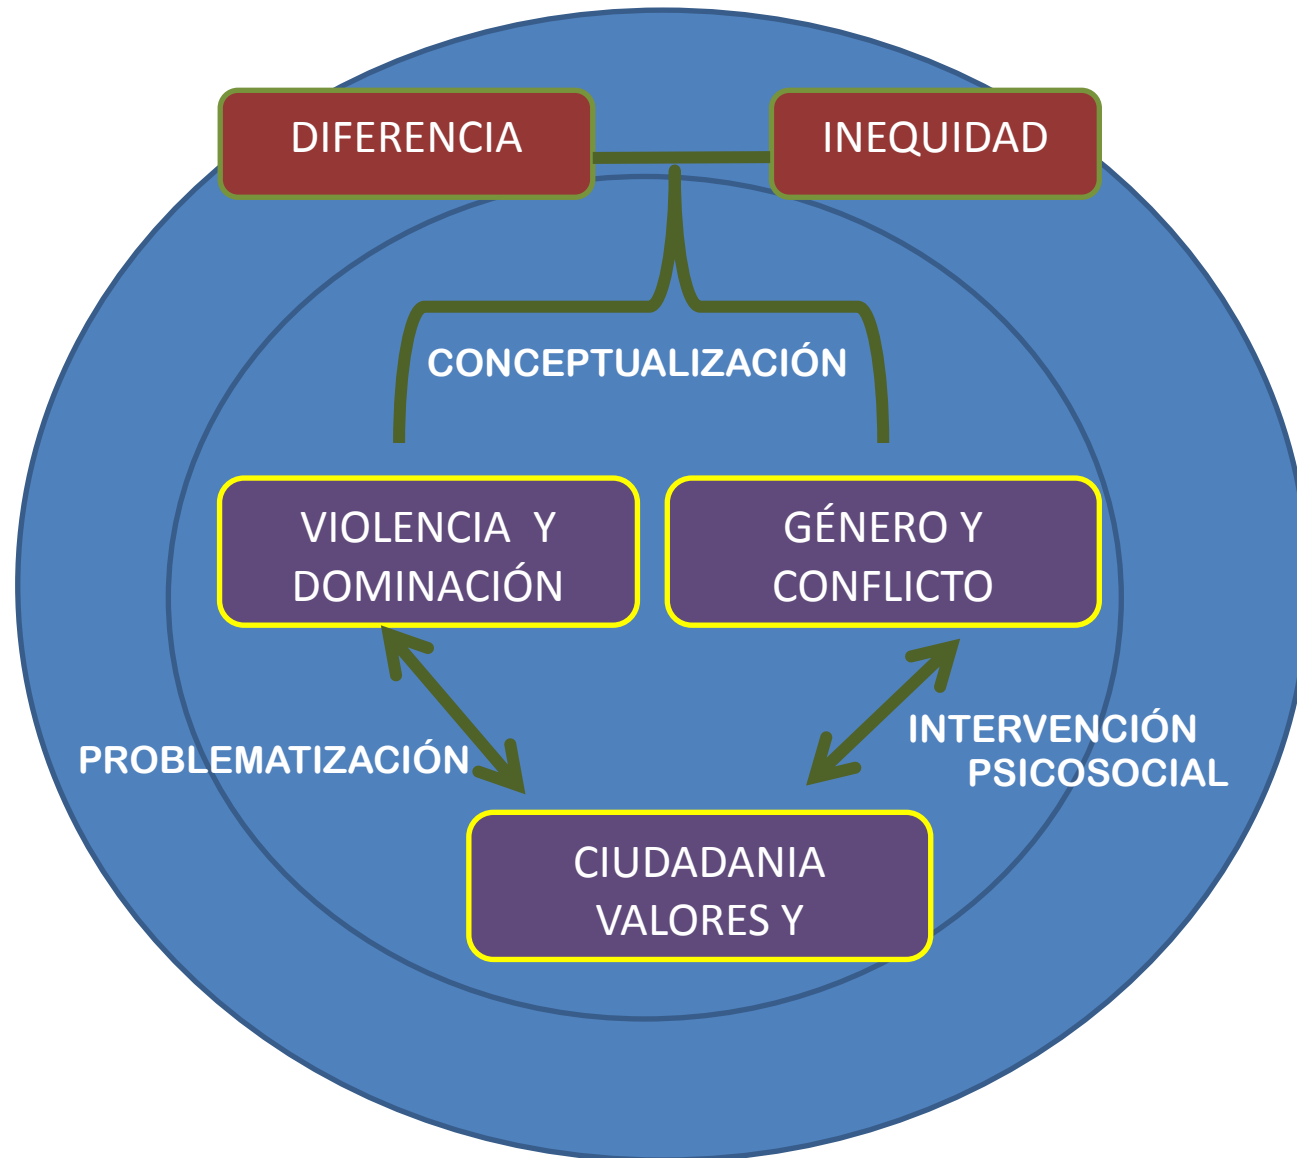 DIFERENCIA
INEQUIDAD
CONCEPTUALIZACIÓN
VIOLENCIA Y
DOMINACIÓN
GÉNERO Y
CONFLICTO
PROBLEMATIZACIÓN
INTERVENCIÓN
PSICOSOCIAL
CIUDADANIA
VALORES Y